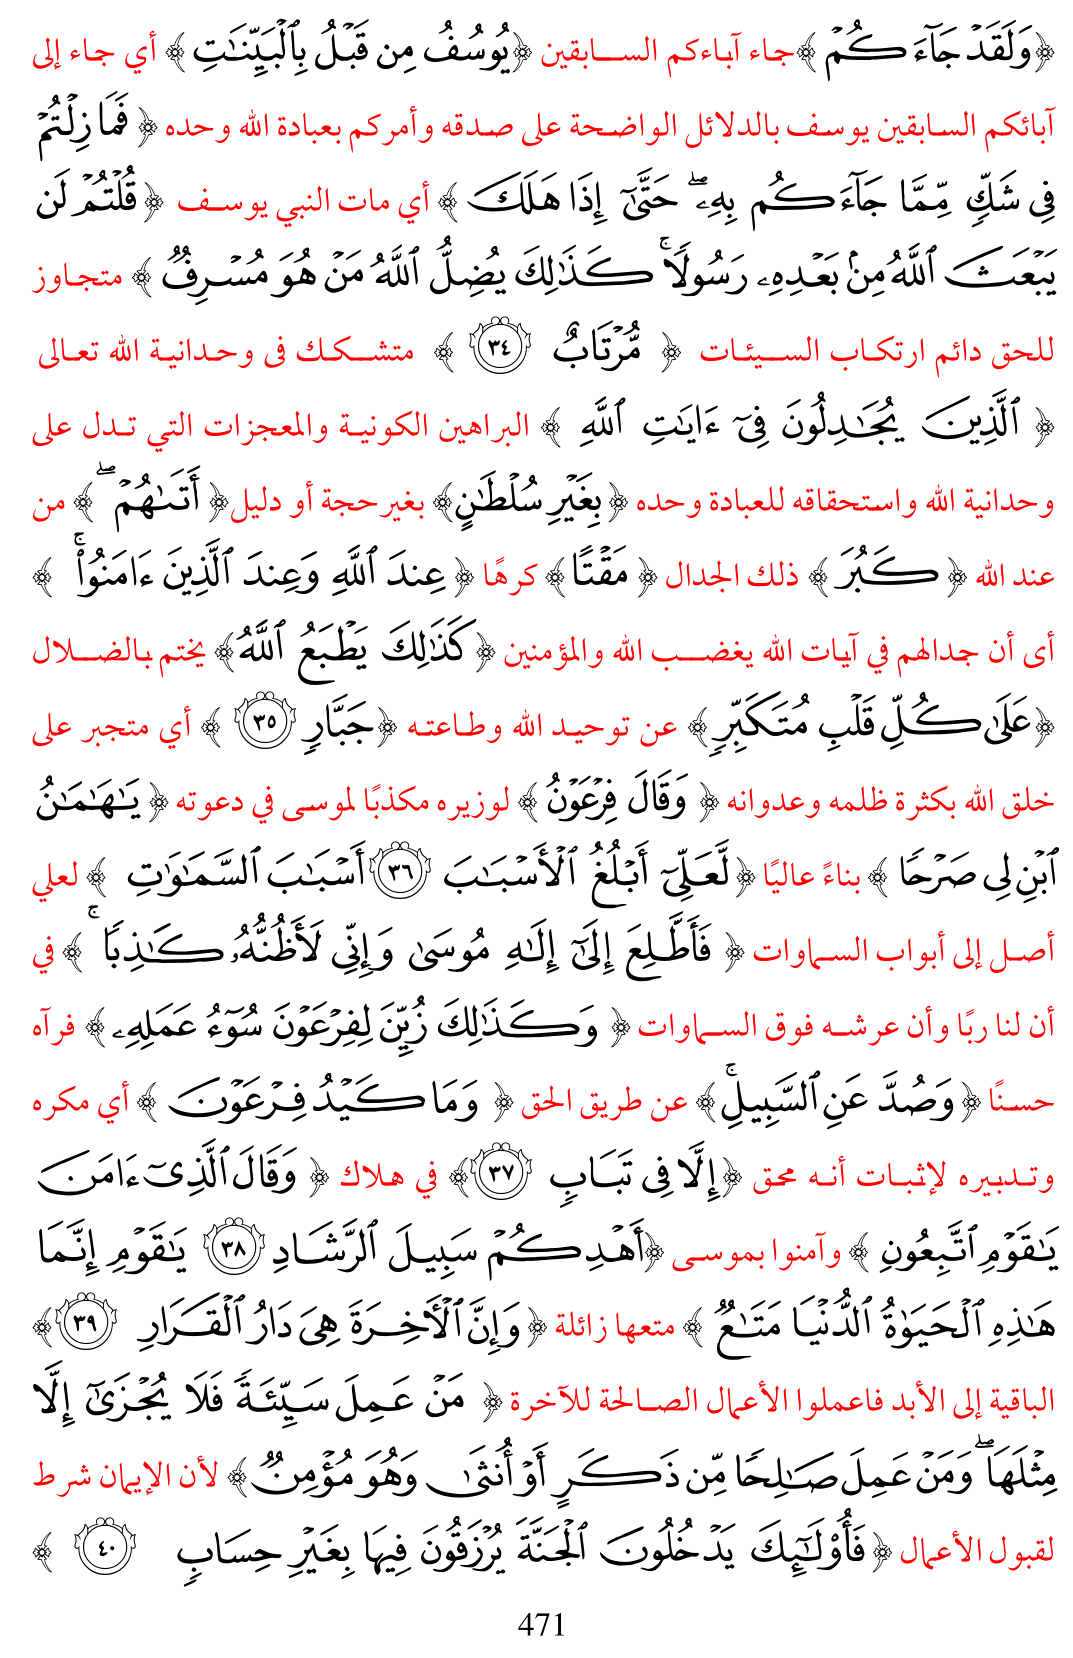 ﴿وَلَقَدْ جَآءَكُمْ ﴾جاء آباءكم السابقين ﴿يُوسُفُ مِن قَبْلُ بِٱلْبَيِّنَٰتِ ﴾ أي جاء إلى
آبائكم السابقين يوسف بالدلائل الواضحة على صدقه وأمركم بعبادة الله وحده ﴿ فَمَا زِلْتُمْ
فِى شَكٍّ مِّمَّا جَآءَكُم بِهِۦ ۖ حَتَّىٰٓ إِذَا هَلَكَ ﴾ أي مات النبي يوسف ﴿ قُلْتُمْ لَن
يَبْعَثَ ٱللَّهُ مِنۢ بَعْدِهِۦ رَسُولًا ۚ كَذَٰلِكَ يُضِلُّ ٱللَّهُ مَنْ هُوَ مُسْرِفٌ ﴾ متجاوز
للحق دائم ارتكاب السيئات ﴿ مُّرْتَابٌ ٣٤ ﴾ متشكك فى وحدانية الله تعالى
﴿ ٱلَّذِينَ يُجَٰدِلُونَ فِىٓ ءَايَٰتِ ٱللَّهِ ﴾ البراهين الكونية والمعجزات التي تدل على
وحدانية الله واستحقاقه للعبادة وحده ﴿بِغَيْرِ سُلْطَٰنٍ﴾ بغير حجة أو دليل﴿ أَتَىٰهُمْ ۖ ﴾ من
عند الله ﴿ كَبُرَ ﴾ ذلك الجدال ﴿ مَقْتًا﴾ كرهًا ﴿ عِندَ ٱللَّهِ وَعِندَ ٱلَّذِينَ ءَامَنُوا۟ ۚ ﴾
أى أن جدالهم في آيات الله يغضب الله والمؤمنين ﴿كَذَٰلِكَ يَطْبَعُ ٱللَّهُ﴾ يختم بالضلال
﴿عَلَىٰ كُلِّ قَلْبِ مُتَكَبِّرٍ﴾ عن توحيد الله وطاعته ﴿جَبَّارٍ ٣٥ ﴾ أي متجبر على
خلق الله بكثرة ظلمه وعدوانه ﴿ وَقَالَ فِرْعَوْنُ ﴾ لوزيره مكذبًا لموسى في دعوته ﴿ يَٰهَٰمَٰنُ
ٱبْنِ لِى صَرْحًا ﴾ بناءً عاليًا ﴿لَّعَلِّىٓ أَبْلُغُ ٱلْأَسْبَٰبَ ٣٦ أَسْبَٰبَ ٱلسَّمَٰوَٰتِ ﴾ لعلي
أصل إلى أبواب السماوات ﴿ فَأَطَّلِعَ إِلَىٰٓ إِلَٰهِ مُوسَىٰ وَإِنِّى لَأَظُنُّهُۥ كَٰذِبًا ۚ ﴾ في
أن لنا ربًا وأن عرشه فوق السماوات ﴿ وَكَذَٰلِكَ زُيِّنَ لِفِرْعَوْنَ سُوٓءُ عَمَلِهِۦ﴾ فرآه
حسنًا ﴿وَصُدَّ عَنِ ٱلسَّبِيلِ ۚ﴾ عن طريق الحق ﴿ وَمَا كَيْدُ فِرْعَوْنَ ﴾ أي مكره
وتدبيره لإثبات أنه محق ﴿إِلَّا فِى تَبَابٍ ٣٧﴾ في هلاك ﴿ وَقَالَ ٱلَّذِىٓ ءَامَنَ
يَٰقَوْمِ ٱتَّبِعُونِ ﴾ وآمنوا بموسى ﴿أَهْدِكُمْ سَبِيلَ ٱلرَّشَادِ ٣٨ يَٰقَوْمِ إِنَّمَا
هَٰذِهِ ٱلْحَيَوٰةُ ٱلدُّنْيَا مَتَٰعٌ ﴾ متعها زائلة ﴿ وَإِنَّ ٱلْءَاخِرَةَ هِىَ دَارُ ٱلْقَرَارِ ٣٩﴾
الباقية إلى الأبد فاعملوا الأعمال الصالحة للآخرة ﴿ مَنْ عَمِلَ سَيِّئَةً فَلَا يُجْزَىٰٓ إِلَّا
مِثْلَهَا ۖ وَمَنْ عَمِلَ صَٰلِحًا مِّن ذَكَرٍ أَوْ أُنثَىٰ وَهُوَ مُؤْمِنٌ﴾ لأن الإيمان شرط
لقبول الأعمال ﴿فَأُو۟لَٰٓئِكَ يَدْخُلُونَ ٱلْجَنَّةَ يُرْزَقُونَ فِيهَا بِغَيْرِ حِسَابٍ ٤٠ ﴾
471